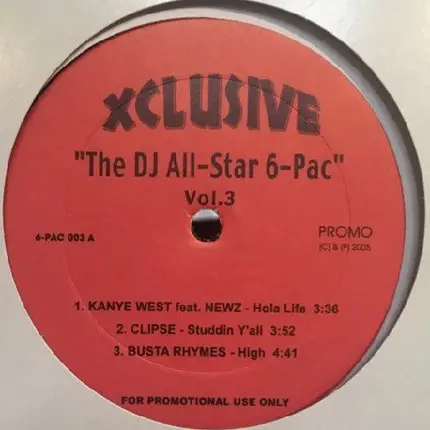 XCLUSIVE
"The DJ All-Star 6-Pac"
Vol.3
6-PAC 003 A
PROMO
(C) & (P) 2005
1. KANYE WEST feat. NEWZ - Hola Life 3:36
2. CLIPSE - Studdin Y'all 3:52
3. BUSTA RHYMES - High 4:41
FOR PROMOTIONAL USE ONLY